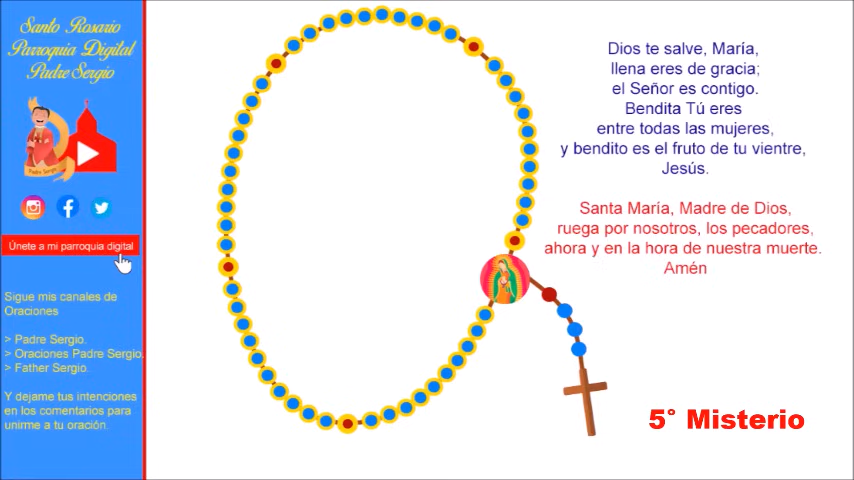 Santo Rosario
Parroquia Digital
Padre Sergio
Padre Sergio
Únete a mi parroquia digital
Sigue mis canales de
Oraciones
> Padre Sergio.
> Oraciones Padre Sergio.
> Father Sergio.
Y dejame tus intenciones
en los comentarios para
unirme a tu oración.
Dios te salve, María,
llena eres de gracia;
el Señor es contigo.
Bendita Tú eres
entre todas las mujeres,
y bendito es el fruto de tu vientre,
Jesús.
Santa María, Madre de Dios,
ruega por nosotros, los pecadores,
ahora y en la hora de nuestra muerte.
Amén
5° Misterio